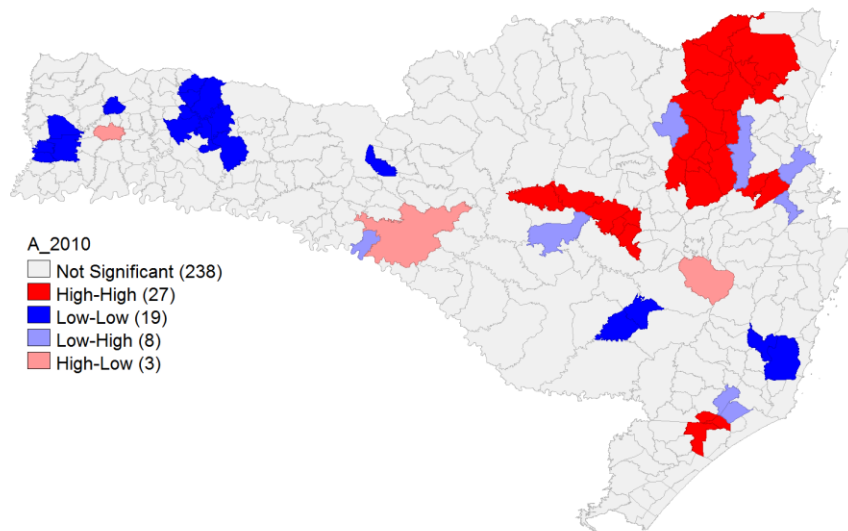 A_2010
Not Significant (238)
High-High (27)
Low-Low (19)
Low-High (8)
High-Low (3)